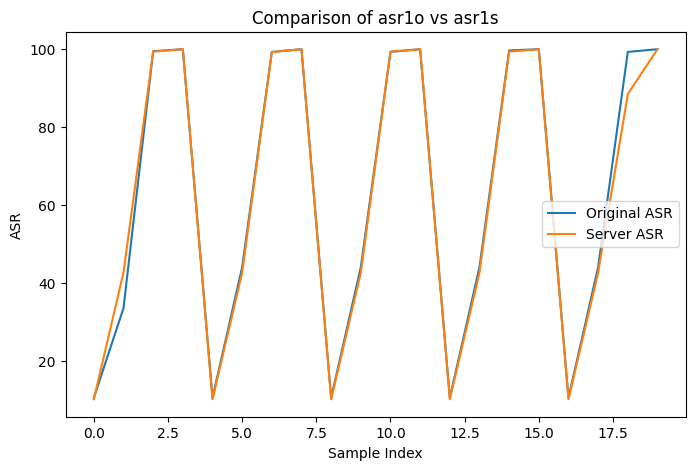 Comparison of asr1o vs asr1s
100
80
60
40
20
ASR
Original ASR
Server ASR
0.0 2.5 5.0 7.5 10.0 12.5 15.0 17.5
Sample Index